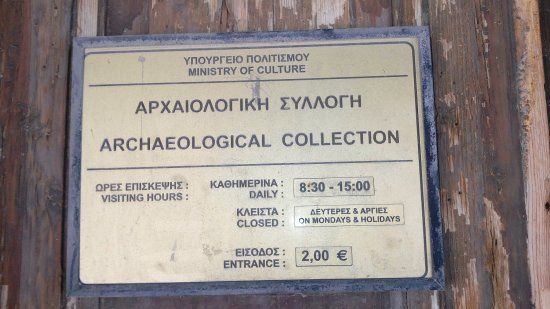 ΥΠΟΥΡΓΕΙΟ ΠΟΛΙΤΙΣΜΟΥ
MINISTRY OF CULTURE
ΑΡΧΑΙΟΛΟΓΙΚΗ ΣΥΛΛΟΓΗ
ARCHAEOLOGICAL COLLECTION
ΩΡΕΣ ΕΠΙΣΚΕΨΗΣ :
VISITING HOURS :
ΚΑΘΗΜΕΡΙΝΑ :
DAILY :
8:30 - 15:00
ΚΛΕΙΣΤΑ :
CLOSED :
ΔΕΥΤΕΡΕΣ & ΑΡΓΙΕΣ
ON MONDAYS & HOLIDAYS
ΕΙΣΟΔΟΣ :
ENTRANCE :
2,00 €